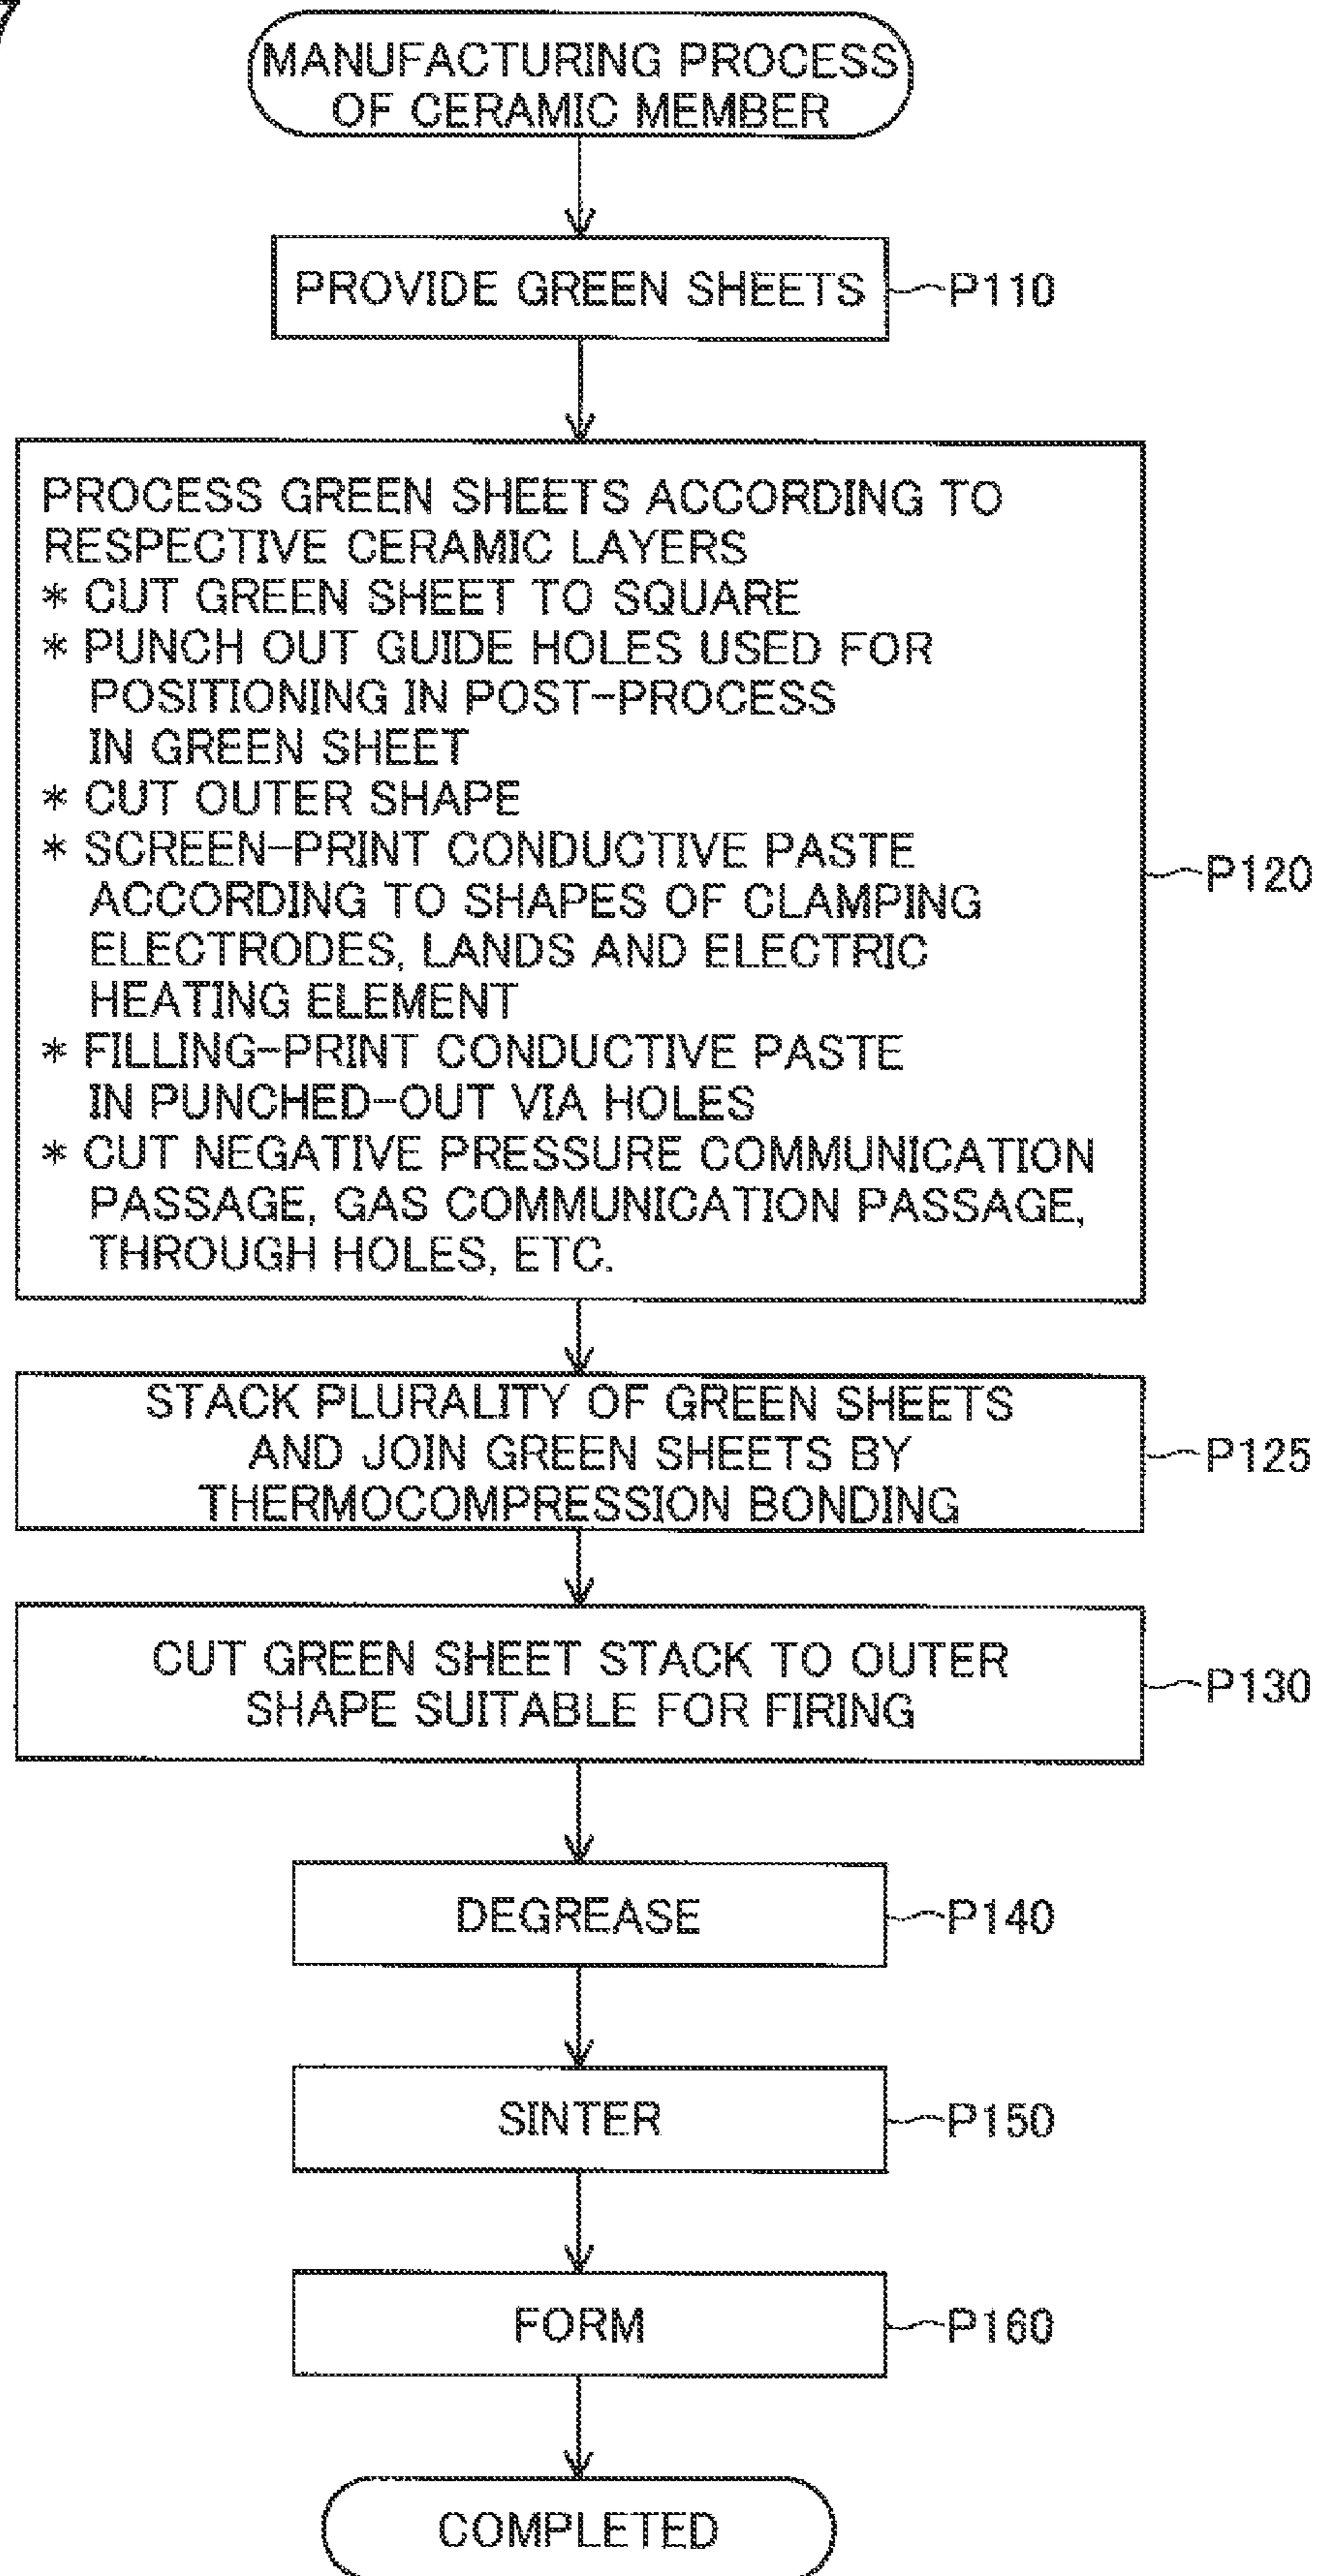 7
MANUFACTURING PROCESS
OF CERAMIC MEMBER
PROVIDE GREEN SHEETS
P110
PROCESS GREEN SHEETS ACCORDING TO
RESPECTIVE CERAMIC LAYERS
* CUT GREEN SHEET TO SQUARE
* PUNCH OUT GUIDE HOLES USED FOR
POSITIONING IN POST-PROCESS
IN GREEN SHEET
* CUT OUTER SHAPE
* SCREEN-PRINT CONDUCTIVE PASTE
ACCORDING TO SHAPES OF CLAMPING
ELECTRODES, LANDS AND ELECTRIC
HEATING ELEMENT
* FILLING-PRINT CONDUCTIVE PASTE
IN PUNCHED-OUT VIA HOLES
* CUT NEGATIVE PRESSURE COMMUNICATION
PASSAGE, GAS COMMUNICATION PASSAGE,
THROUGH HOLES, ETC.
P120
STACK PLURALITY OF GREEN SHEETS
AND JOIN GREEN SHEETS BY
THERMOCOMPRESSION BONDING
P125
CUT GREEN SHEET STACK TO OUTER
SHAPE SUITABLE FOR FIRING
P130
DEGREASE
P140
SINTER
P150
FORM
P160
COMPLETED